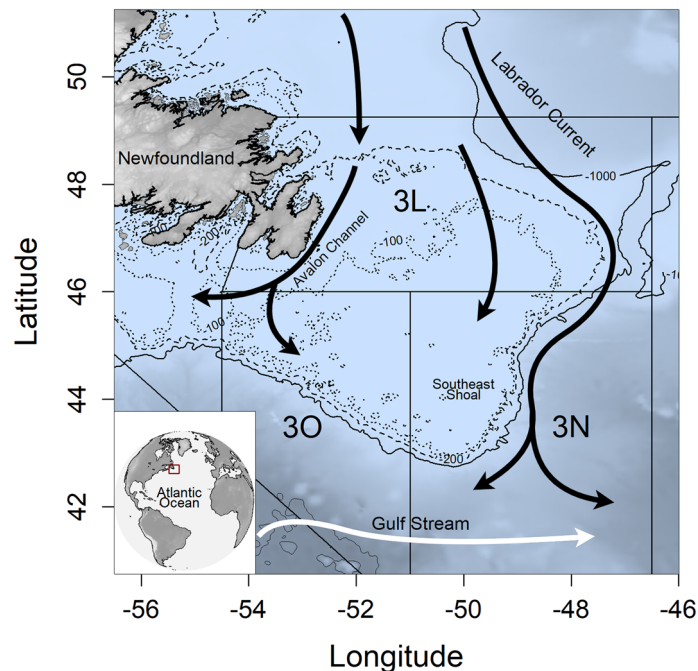 50
48
46
44
42
Latitude
Labrador Current
-1000
Newfoundland
3L
-200
-100
Avalon Channel
-100
Southeast
Shoal
3O
3N
-200
Atlantic
Ocean
Gulf Stream
-56
-54
-52
-50
-48
-46
Longitude